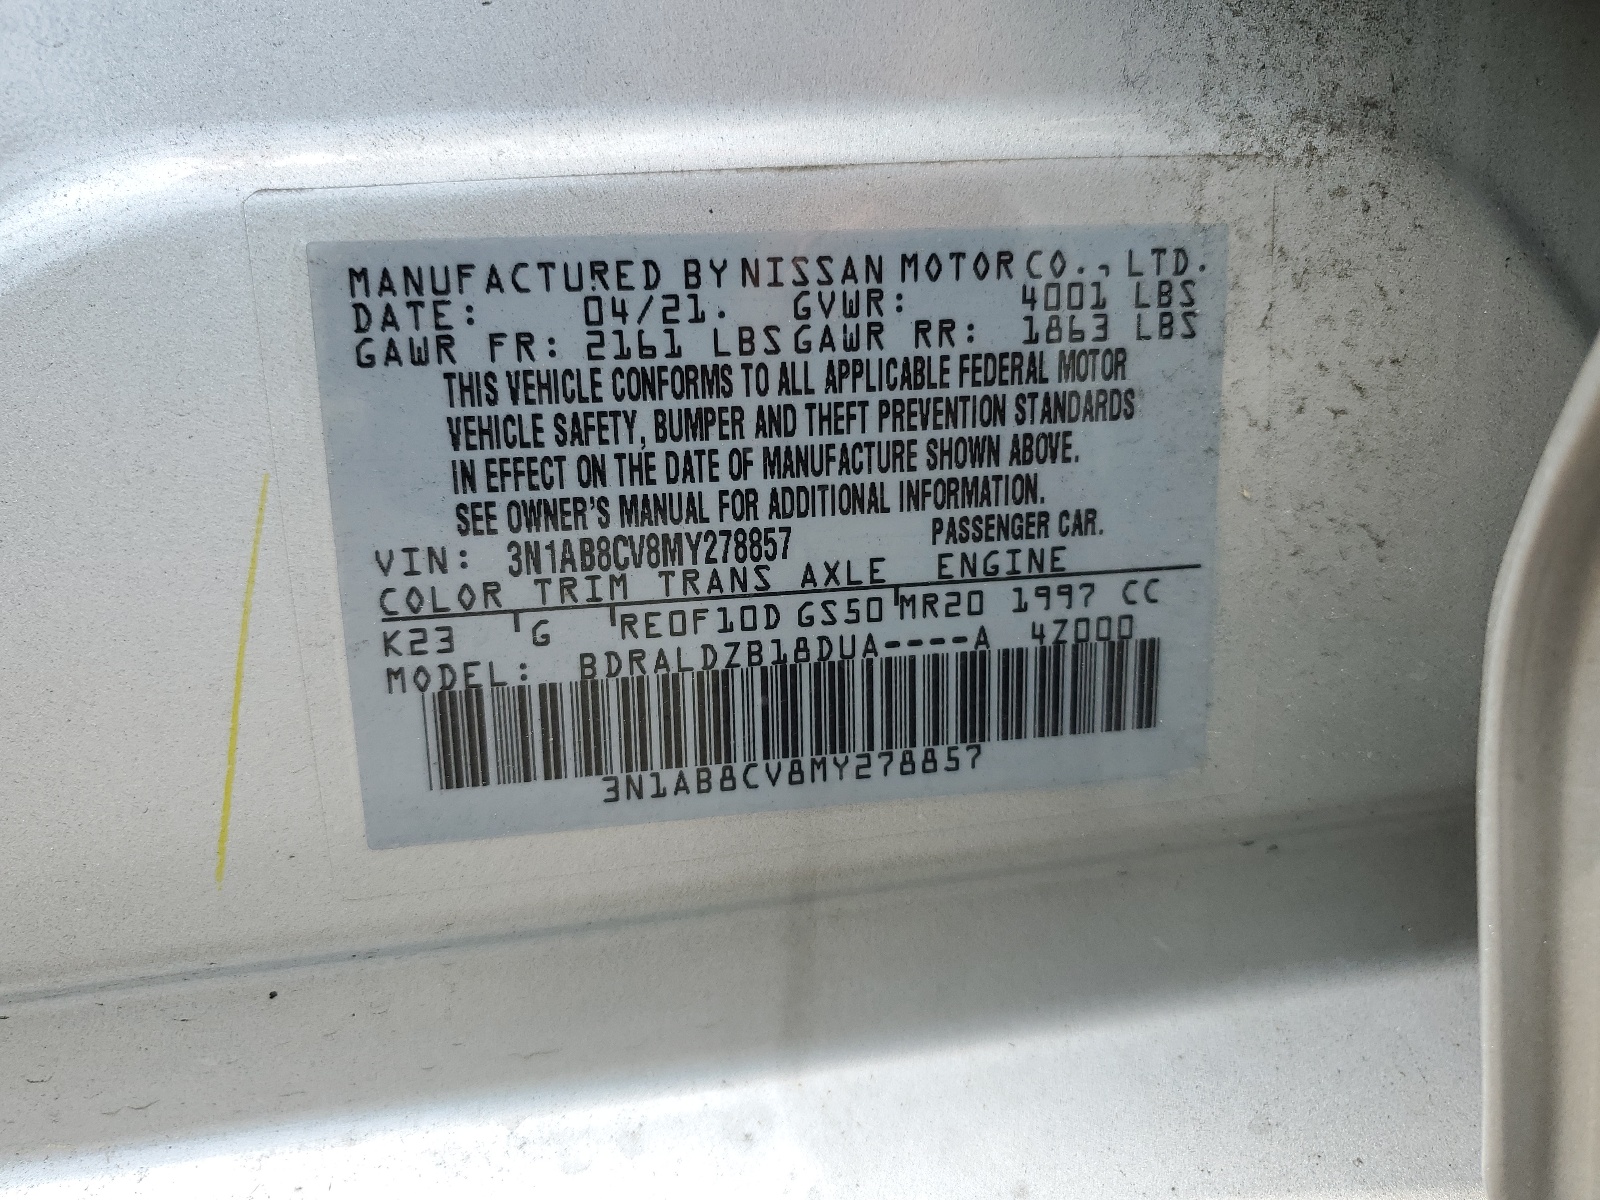 MANUFACTURED BY NISSAN MOTOR CO., LTD.
DATE: 04/21. GVWR: 4001 LBS
GAWR FR: 2161 LBS GAWR RR: 1863 LBS
THIS VEHICLE CONFORMS TO ALL APPLICABLE FEDERAL MOTOR
VEHICLE SAFETY, BUMPER AND THEFT PREVENTION STANDARDS
IN EFFECT ON THE DATE OF MANUFACTURE SHOWN ABOVE.
SEE OWNER'S MANUAL FOR ADDITIONAL INFORMATION.
VIN: 3N1AB8CV8MY278857 PASSENGER CAR.
COLOR TRIM TRANS AXLE ENGINE
K23 G RE0F10D GS50 MR20 1997 CC
MODEL: BDRALDZB18DUA----A 4Z000
3N1AB8CV8MY278857